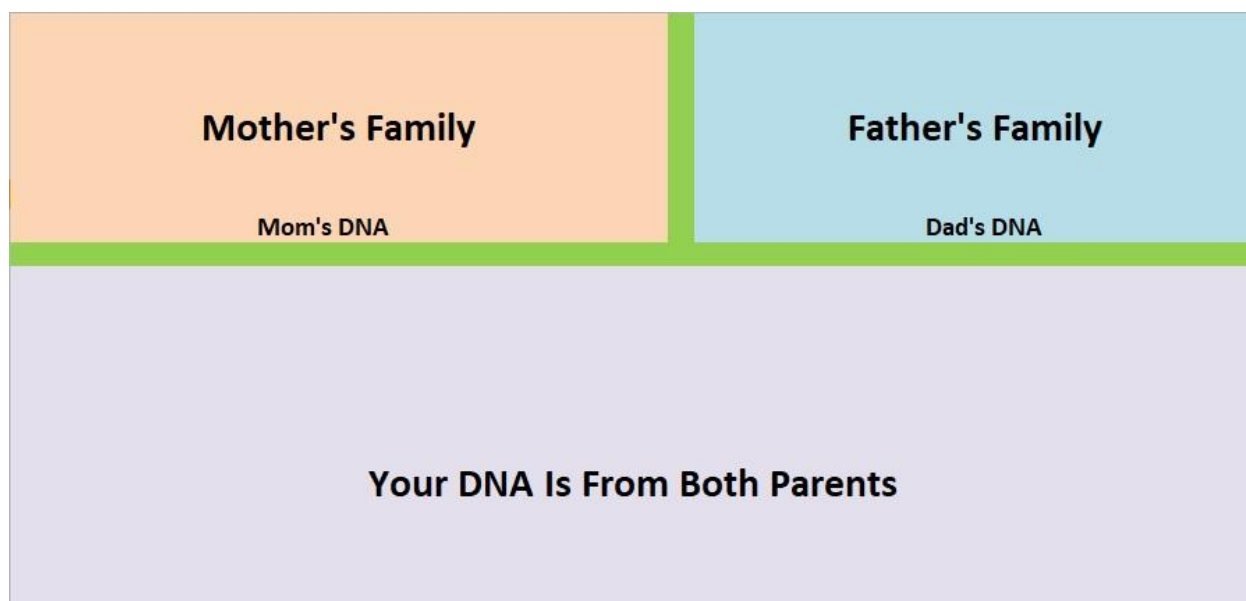 Mother's Family
Father's Family
Mom's DNA
Dad's DNA
Your DNA Is From Both Parents